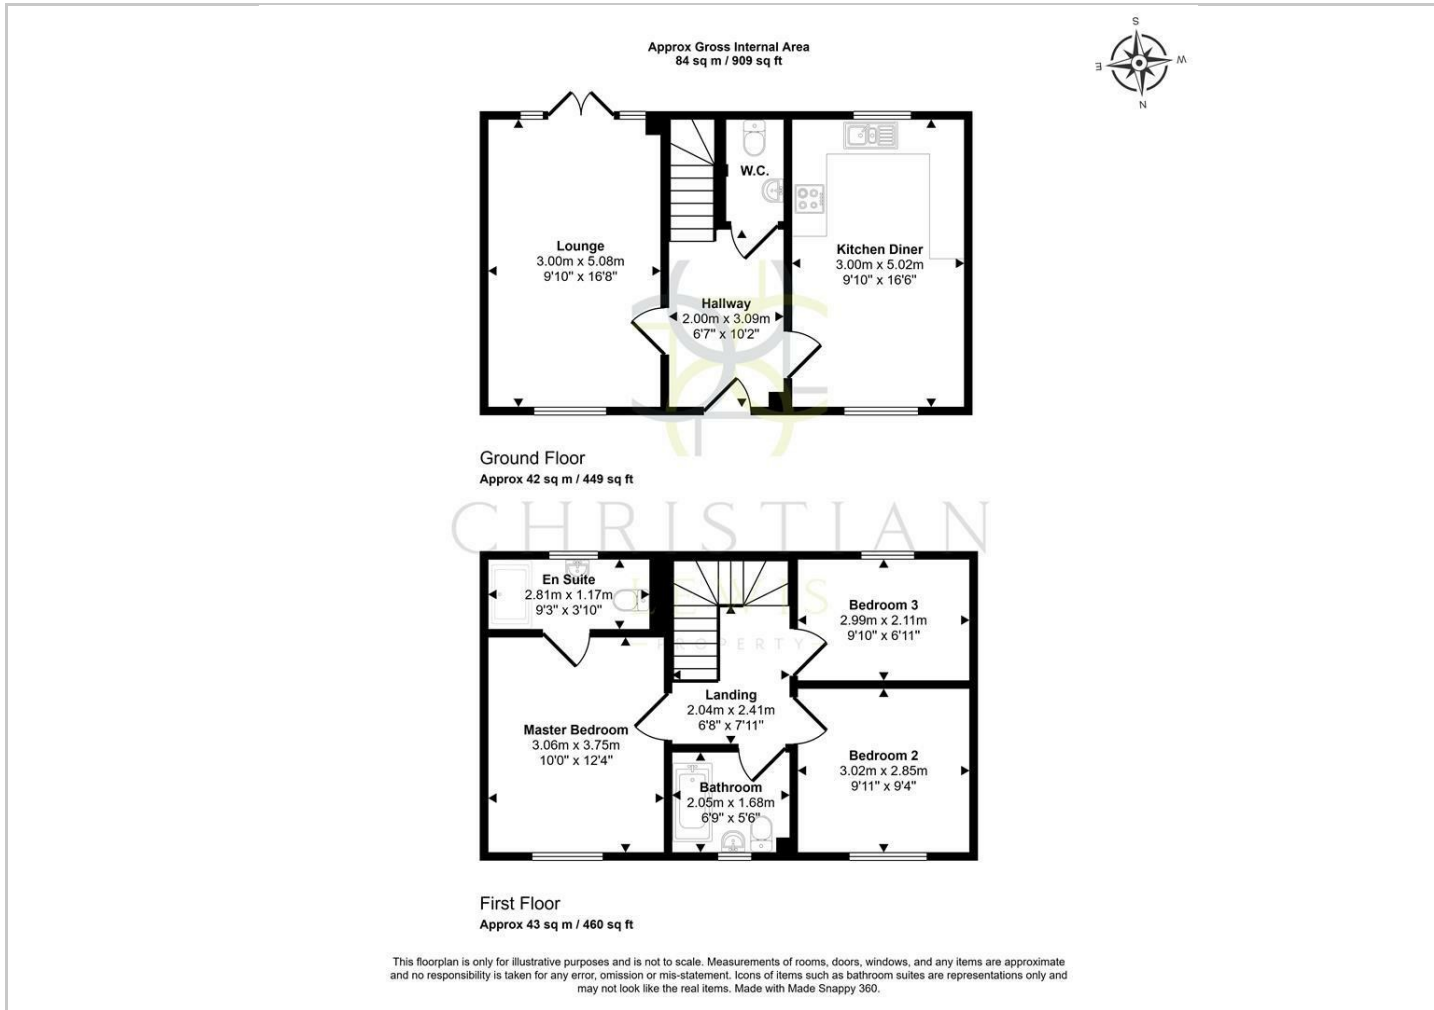 Approx Gross Internal Area
84 sq m / 909 sq ft
S
E
W
N
W.C.
Lounge
3.00m x 5.08m
9'10" x 16'8"
Kitchen Diner
3.00m x 5.02m
9'10" x 16'6"
Hallway
2.00m x 3.09m
6'7" x 10'2"
Ground Floor
Approx 42 sq m / 449 sq ft
CHRISTIAN
LEWIS
PROPERTY
En Suite
2.81m x 1.17m
9'3" x 3'10"
Bedroom 3
2.99m x 2.11m
9'10" x 6'11"
Landing
2.04m x 2.41m
6'8" x 7'11"
Master Bedroom
3.06m x 3.75m
10'0" x 12'4"
Bedroom 2
3.02m x 2.85m
9'11" x 9'4"
Bathroom
2.05m x 1.68m
6'9" x 5'6"
First Floor
Approx 43 sq m / 460 sq ft
This floorplan is only for illustrative purposes and is not to scale. Measurements of rooms, doors, windows, and any items are approximate
and no responsibility is taken for any error, omission or mis-statement. Icons of items such as bathroom suites are representations only and
may not look like the real items. Made with Made Snappy 360.